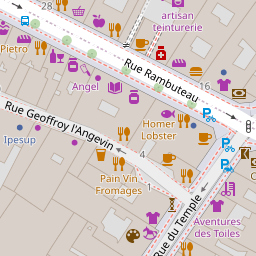 28
artisan
teinturerie
Pietro
Rue Rambuteau
Angel
16
Rue Geoffroy l'Angevin
Homer
Lobster
Ipesup
4
Pain Vin
Fromages
1
Rue du Temple
Aventures
des Toiles